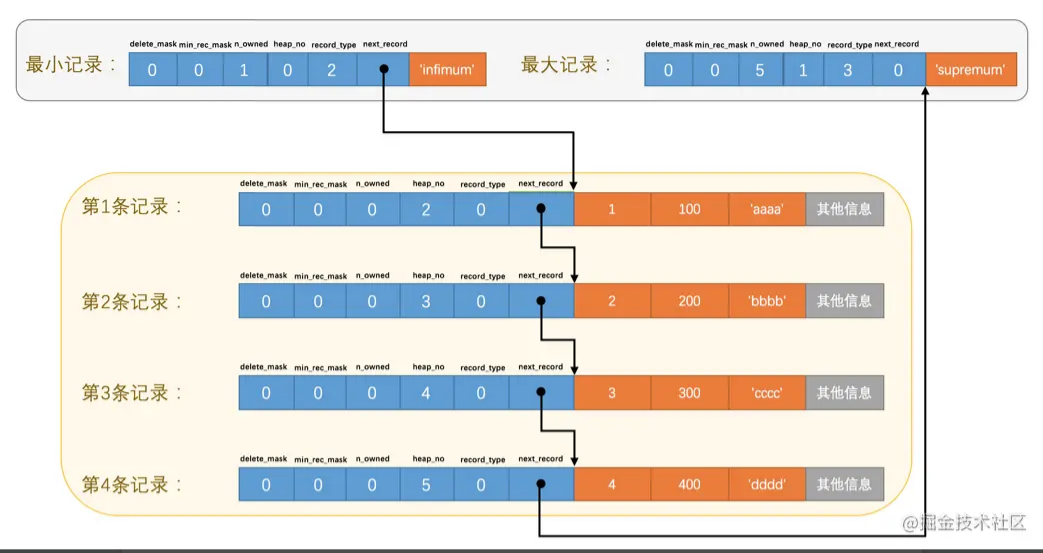 delete_mask min_rec_mask n_owned heap_no record_type next_record
最小记录： 0 0 1 0 2 'infimum'
delete_mask min_rec_mask n_owned heap_no record_type next_record
最大记录： 0 0 5 1 3 0 'supremum'
delete_mask min_rec_mask n_owned heap_no record_type next_record
第1条记录： 0 0 0 2 0 1 100 'aaaa' 其他信息
delete_mask min_rec_mask n_owned heap_no record_type next_record
第2条记录： 0 0 0 3 0 2 200 'bbbb' 其他信息
delete_mask min_rec_mask n_owned heap_no record_type next_record
第3条记录： 0 0 0 4 0 3 300 'cccc' 其他信息
delete_mask min_rec_mask n_owned heap_no record_type next_record
第4条记录： 0 0 0 5 0 4 400 'dddd' 其他信息
@掘金技术社区